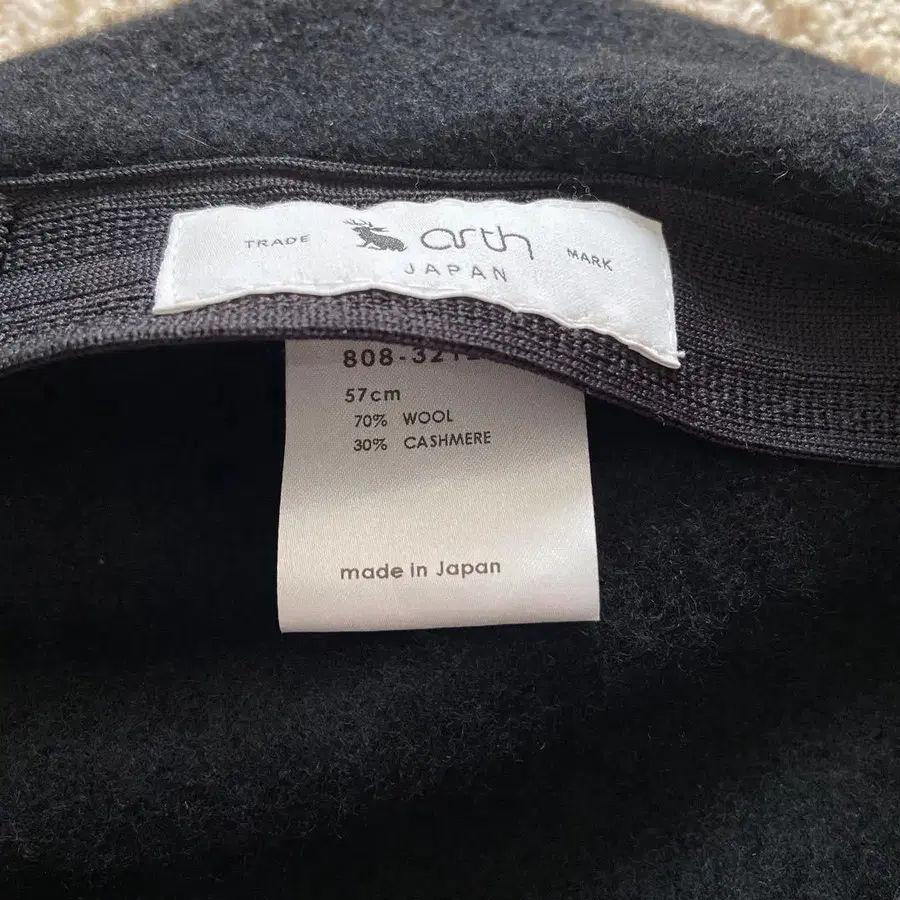 TRADE arth MARK
JAPAN
57cm
70% WOOL
30% CASHMERE
made in Japan